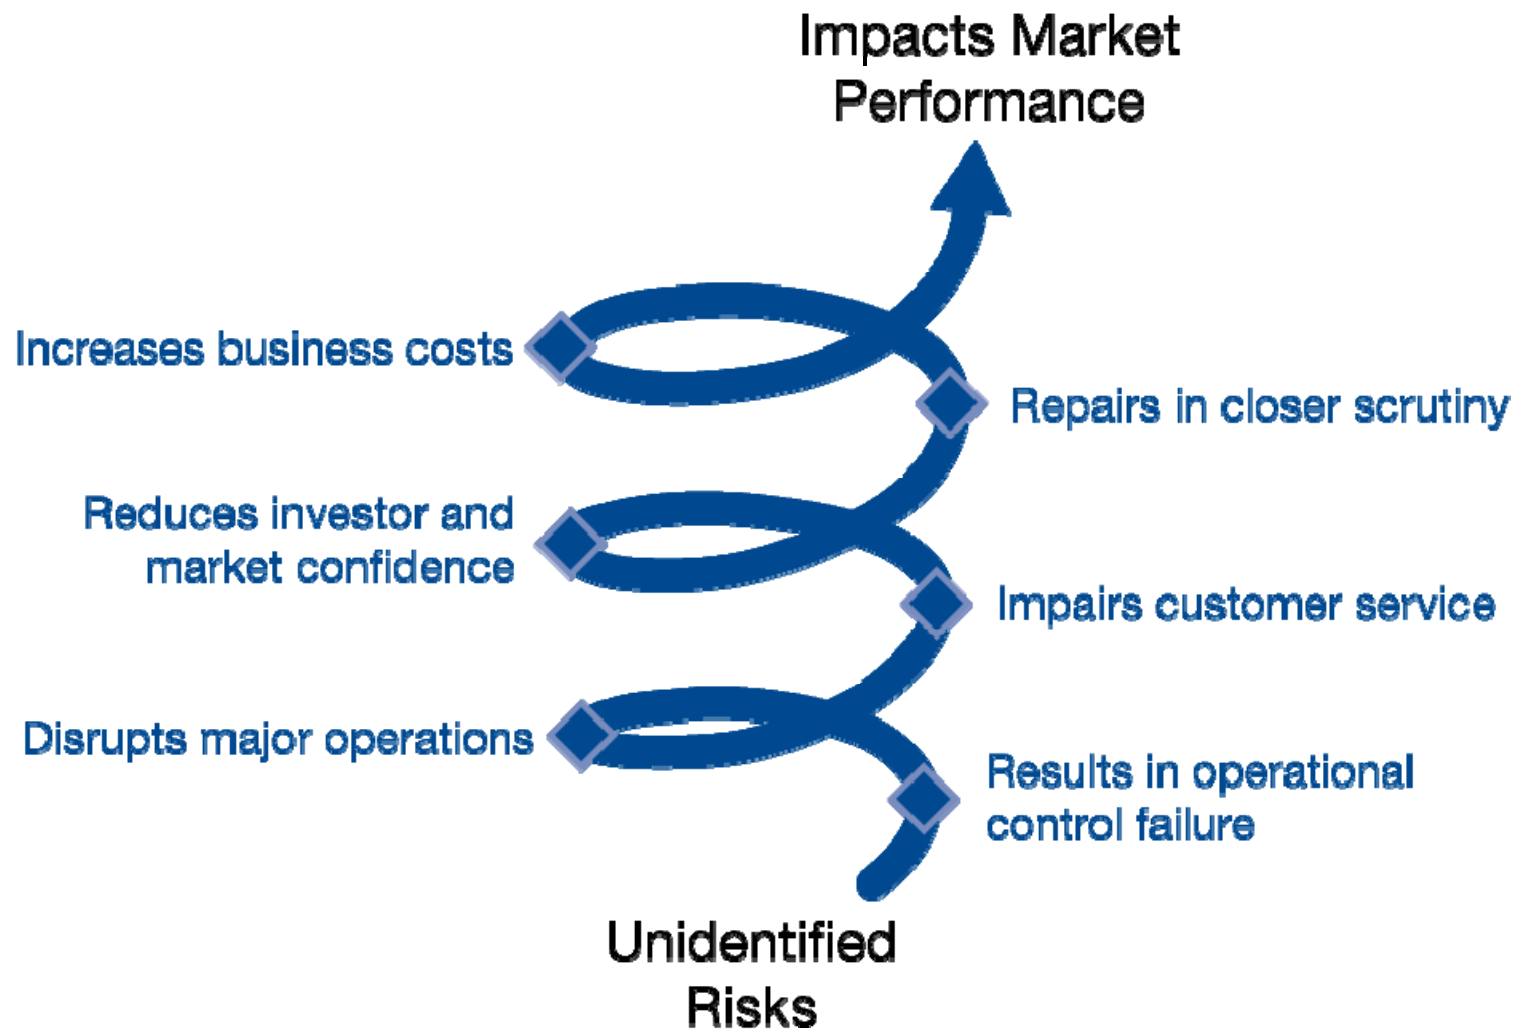 Impacts Market
Performance
Increases business costs
Repairs in closer scrutiny
Reduces investor and
market confidence
Impairs customer service
Disrupts major operations
Results in operational
control failure
Unidentified
Risks